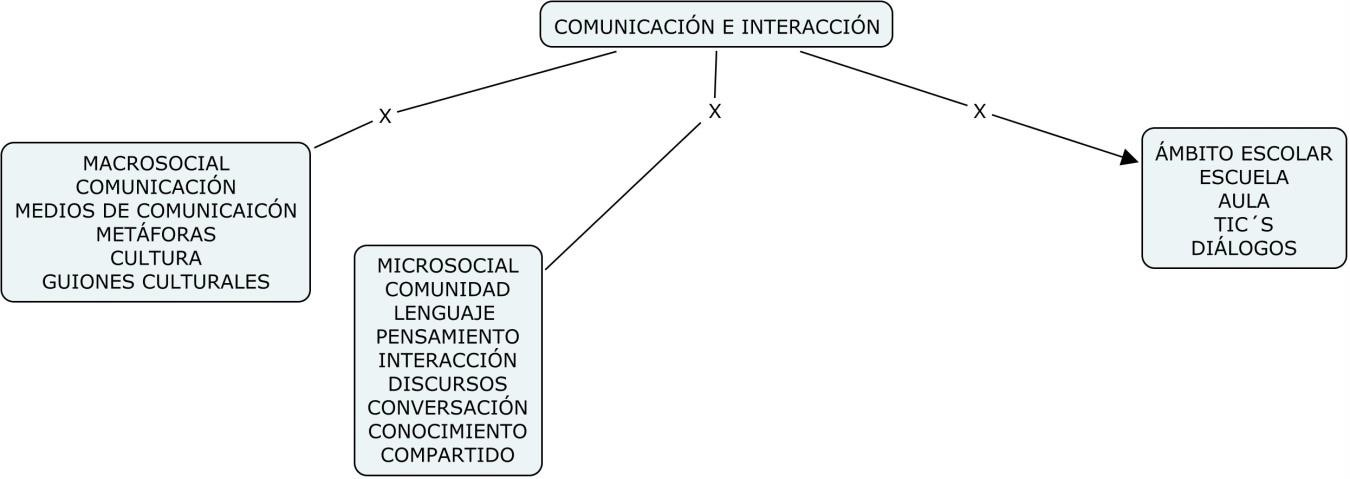 COMUNICACIÓN E INTERACCIÓN
X
X
X
MACROSOCIAL
COMUNICACIÓN
MEDIOS DE COMUNICAICÓN
METÁFORAS
CULTURA
GUIONES CULTURALES
MICROSOCIAL
COMUNIDAD
LENGUAJE
PENSAMIENTO
INTERACCIÓN
DISCURSOS
CONVERSACIÓN
CONOCIMIENTO
COMPARTIDO
ÁMBITO ESCOLAR
ESCUELA
AULA
TIC´S
DIÁLOGOS